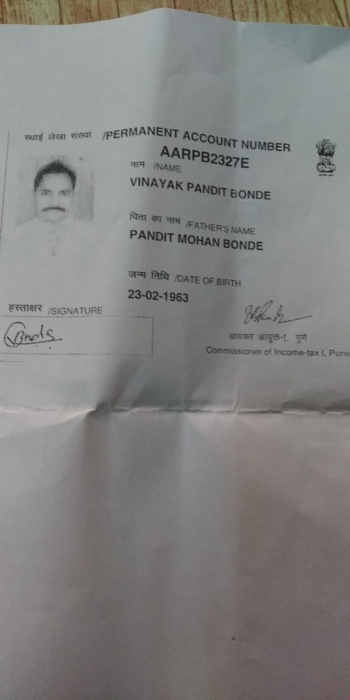 स्थाई लेखा संख्या /PERMANENT ACCOUNT NUMBER
AARPB2327E
नाम /NAME
VINAYAK PANDIT BONDE
पिता का नाम /FATHER'S NAME
PANDIT MOHAN BONDE
जन्म तिथि /DATE OF BIRTH
23-02-1963
हस्ताक्षर /SIGNATURE
आयकर आयुक्त-I, पुणे
Commissioner of Income-tax I, Pune